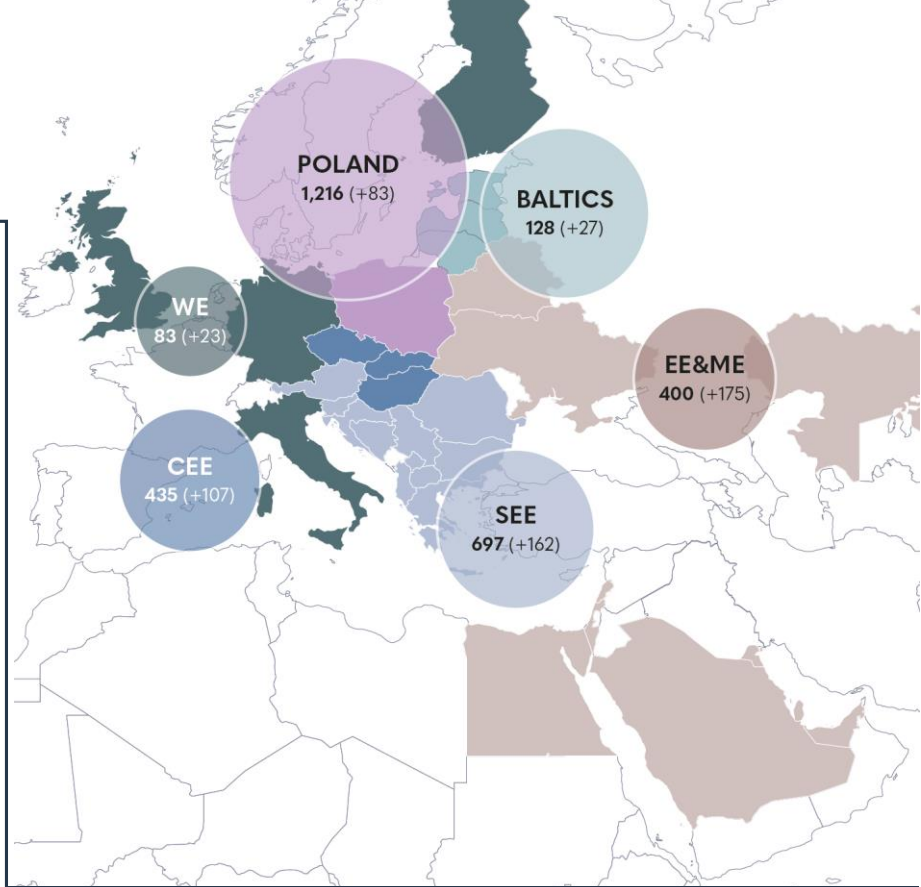 POLAND
1,216 (+83)
BALTICS
128 (+27)
WE
83 (+23)
EE&ME
400 (+175)
CEE
435 (+107)
SEE
697 (+162)